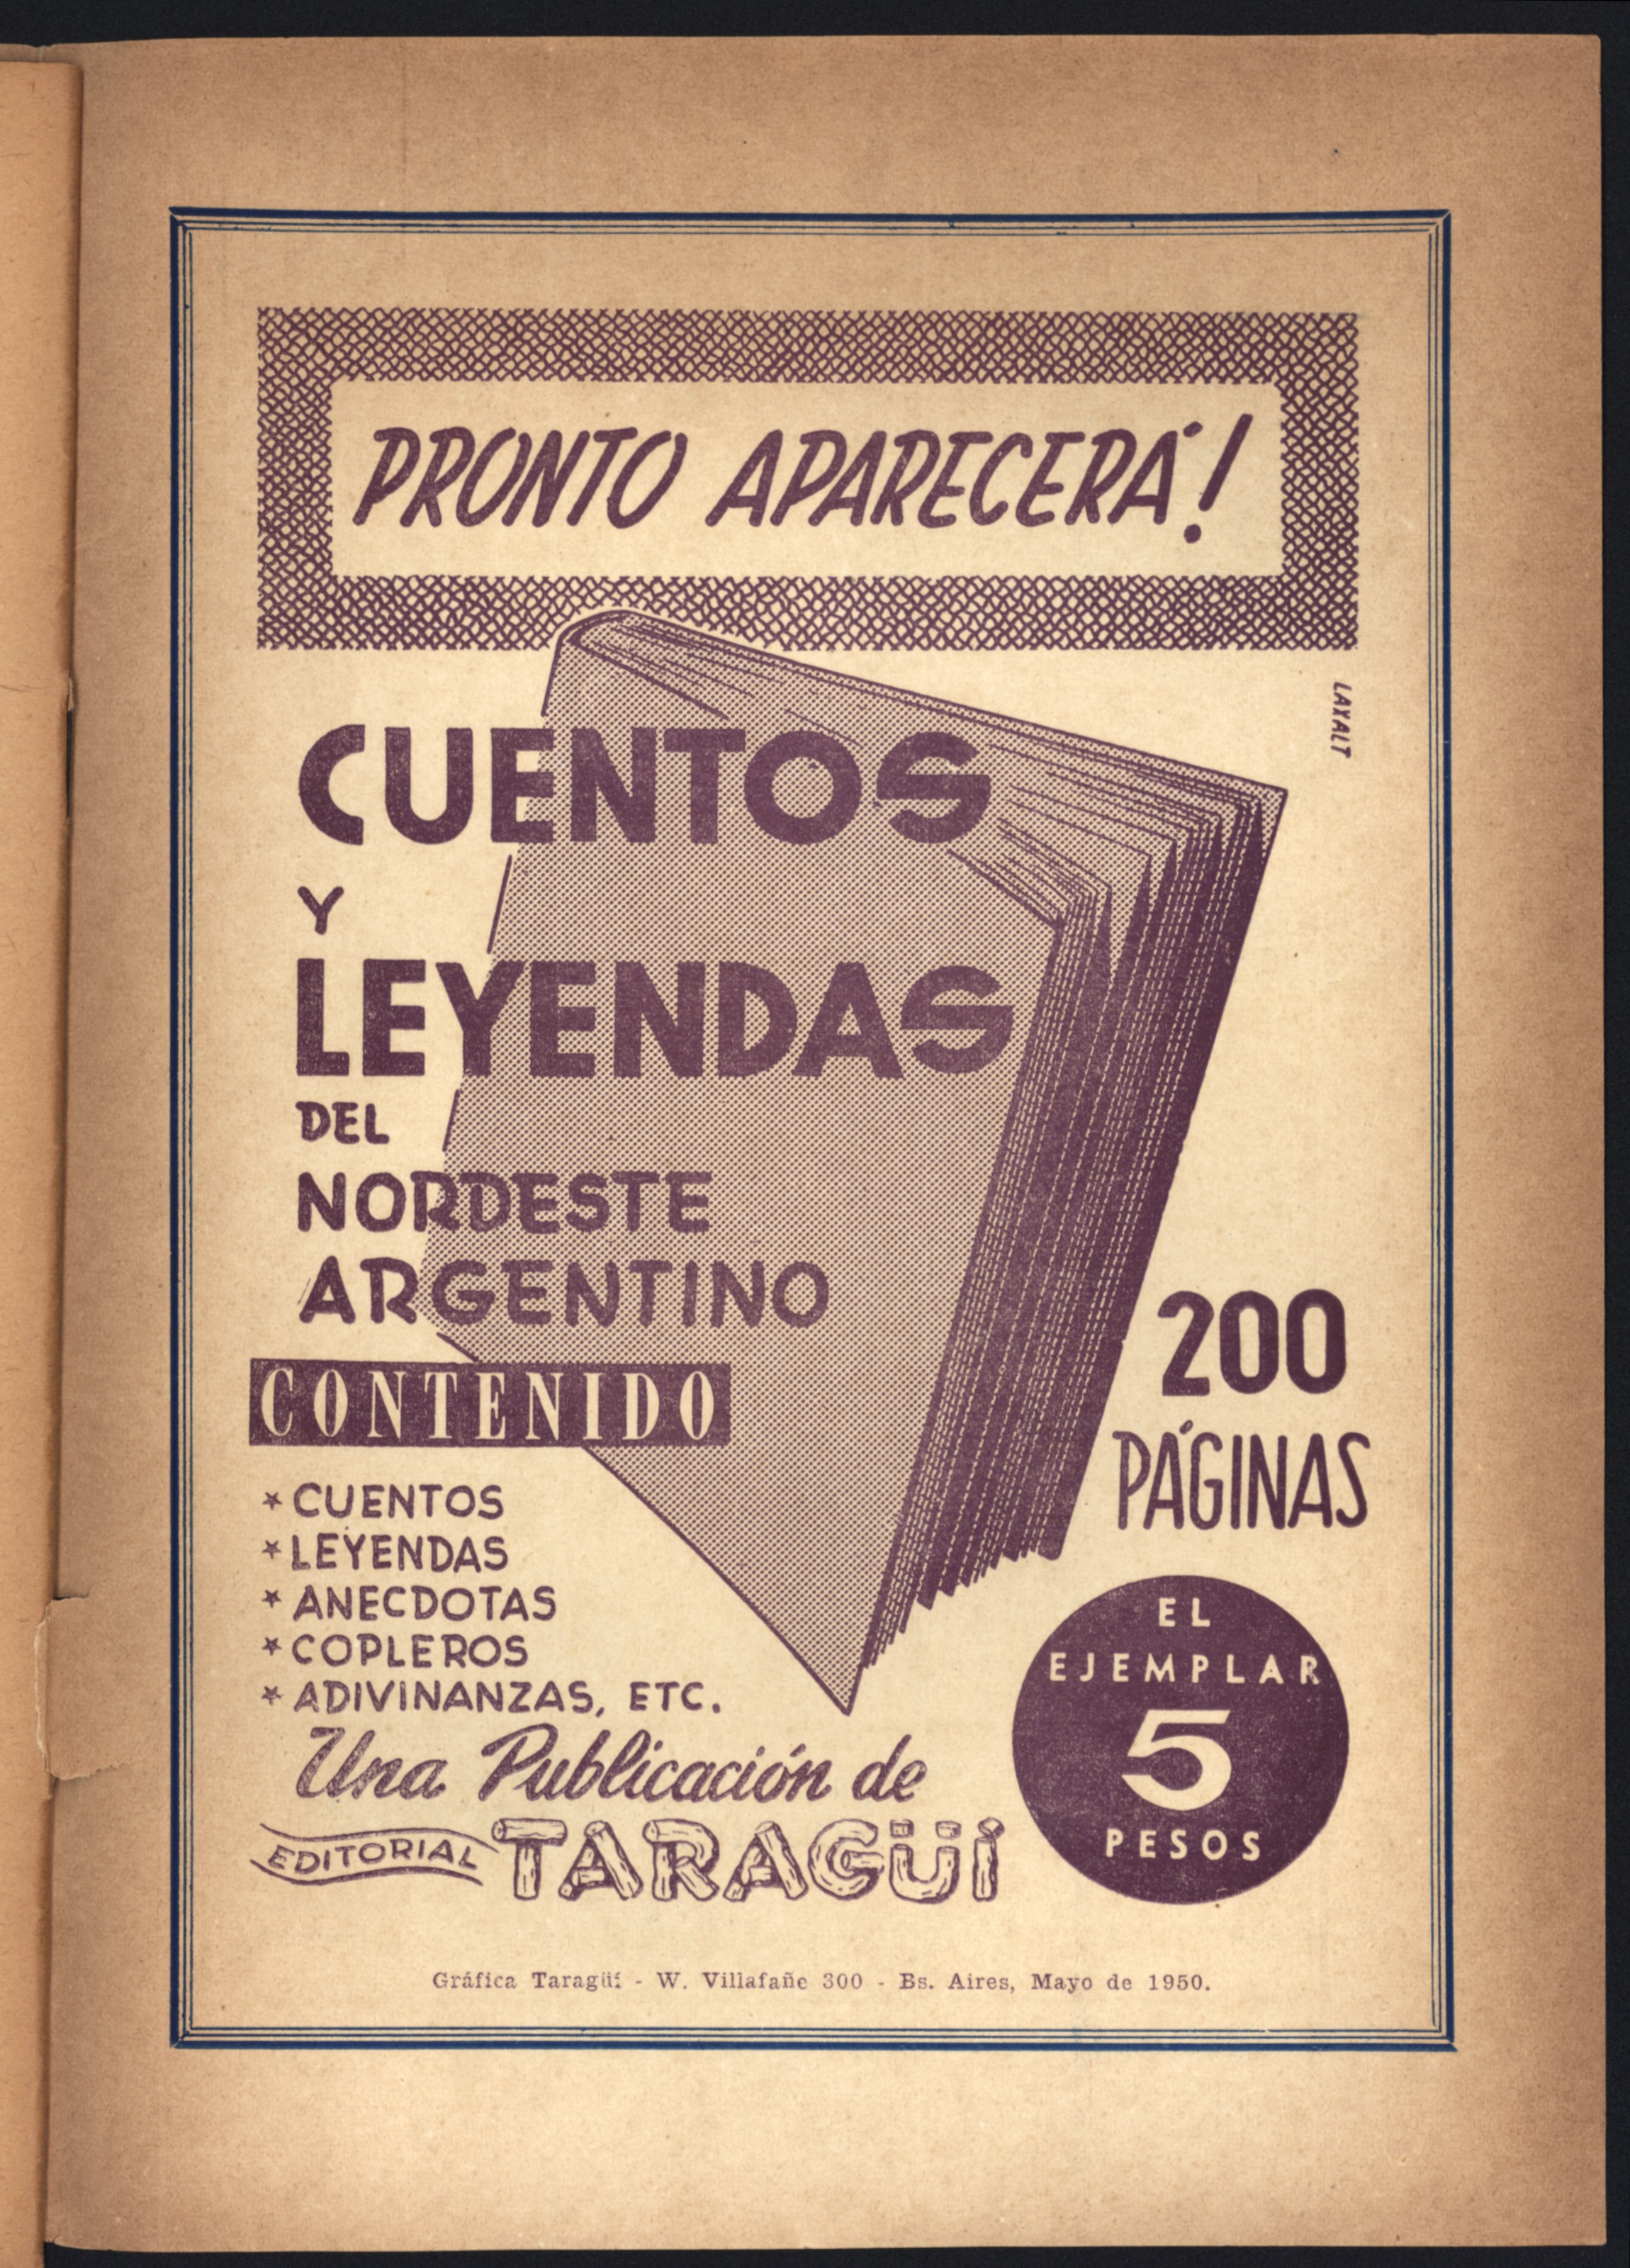 PRONTO APARECERÁ!
LAXALT
CUENTOS
Y
LEYENDAS
DEL
NORDESTE
ARGENTINO
CONTENIDO
* CUENTOS
* LEYENDAS
* ANECDOTAS
* COPLEROS
* ADIVINANZAS, ETC.
200
PÁGINAS
EL
EJEMPLAR
5
PESOS
Una Publicación de
EDITORIAL TARAGÜÍ
Gráfica Taragüí - W. Villafañe 300 - Bs. Aires, Mayo de 1950.